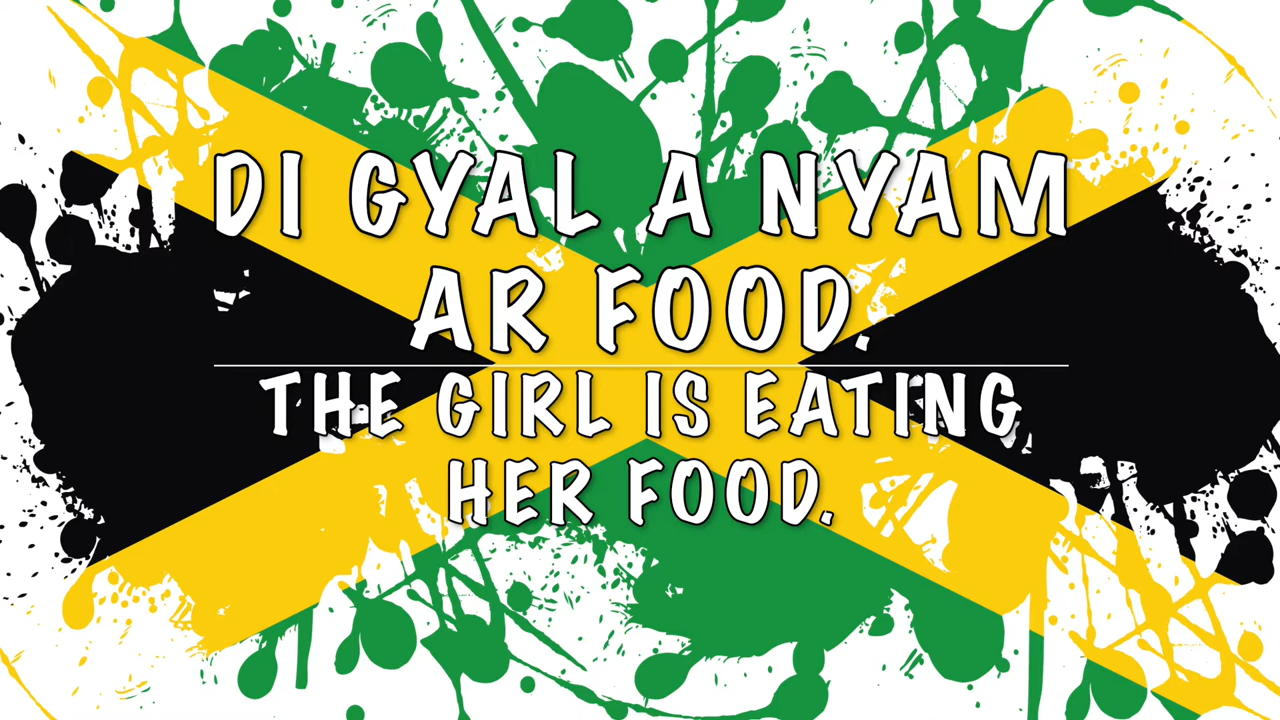 DI GYAL A NYAM
AR FOOD.
THE GIRL IS EATING
HER FOOD.